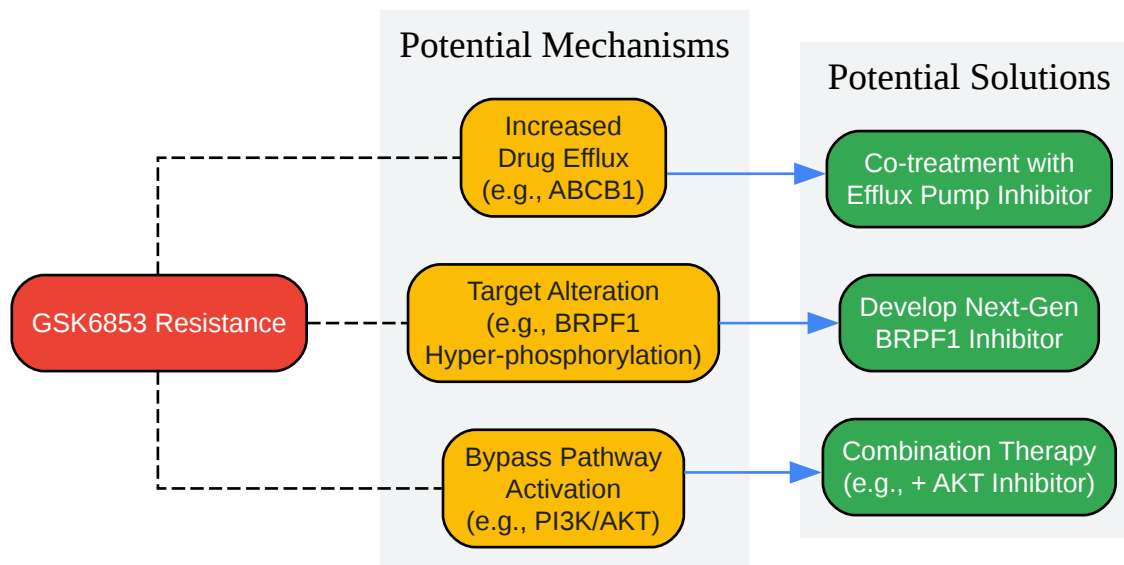 Potential Mechanisms
Potential Solutions
Increased
Drug Efflux
(e.g., ABCB1)
Co-treatment with
Efflux Pump Inhibitor
GSK6853 Resistance
Target Alteration
(e.g., BRPF1
Hyper-phosphorylation)
Develop Next-Gen
BRPF1 Inhibitor
Bypass Pathway
Activation
(e.g., PI3K/AKT)
Combination Therapy
(e.g., + AKT Inhibitor)